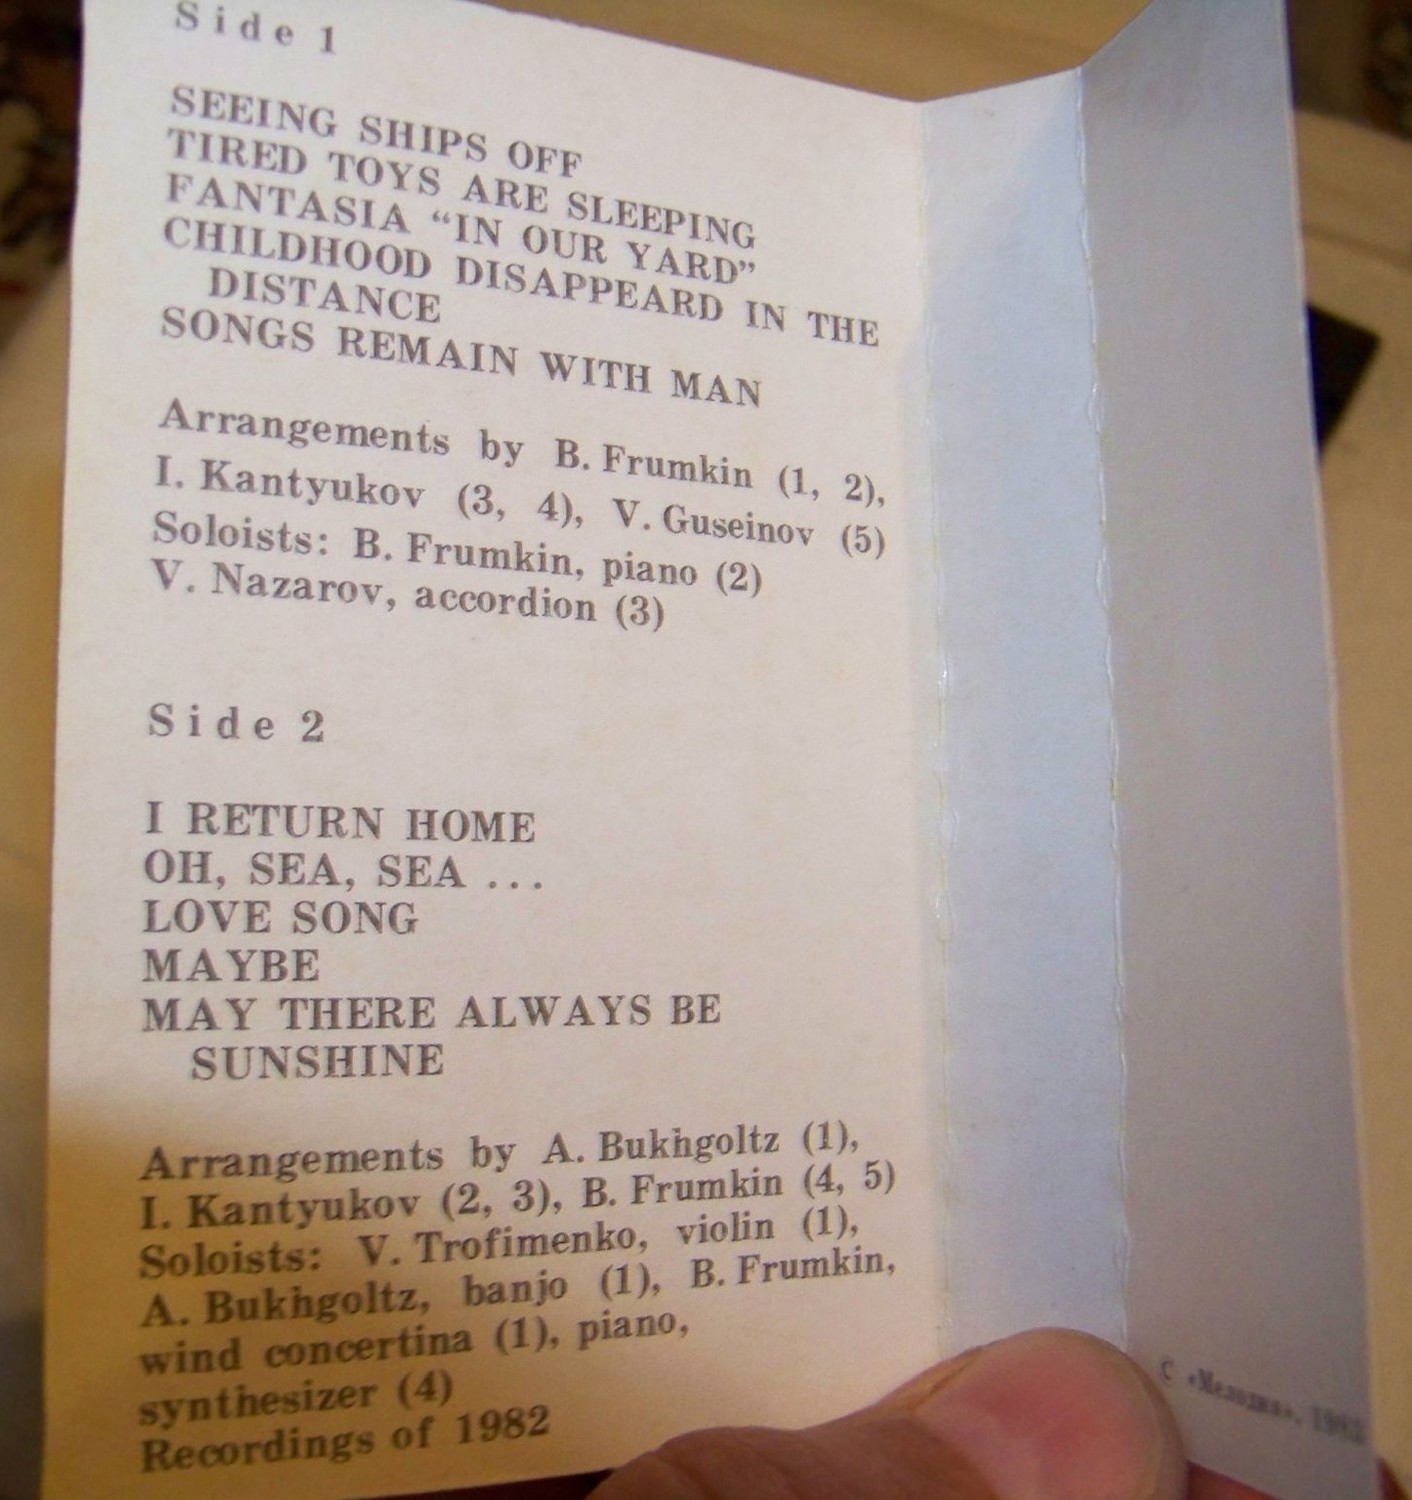 Side 1
SEEING SHIPS OFF
TIRED TOYS ARE SLEEPING
FANTASIA “IN OUR YARD”
CHILDHOOD DISAPPEARD IN THE
DISTANCE
SONGS REMAIN WITH MAN
Arrangements by B. Frumkin (1, 2),
I. Kantyukov (3, 4), V. Guseinov (5)
Soloists: B. Frumkin, piano (2)
V. Nazarov, accordion (3)
Side 2
I RETURN HOME
OH, SEA, SEA ...
LOVE SONG
MAYBE
MAY THERE ALWAYS BE
SUNSHINE
Arrangements by A. Bukhgoltz (1),
I. Kantyukov (2, 3), B. Frumkin (4, 5)
Soloists: V. Trofimenko, violin (1),
A. Bukhgoltz, banjo (1), B. Frumkin,
wind concertina (1), piano,
synthesizer (4)
Recordings of 1982
С «Мелодия»,